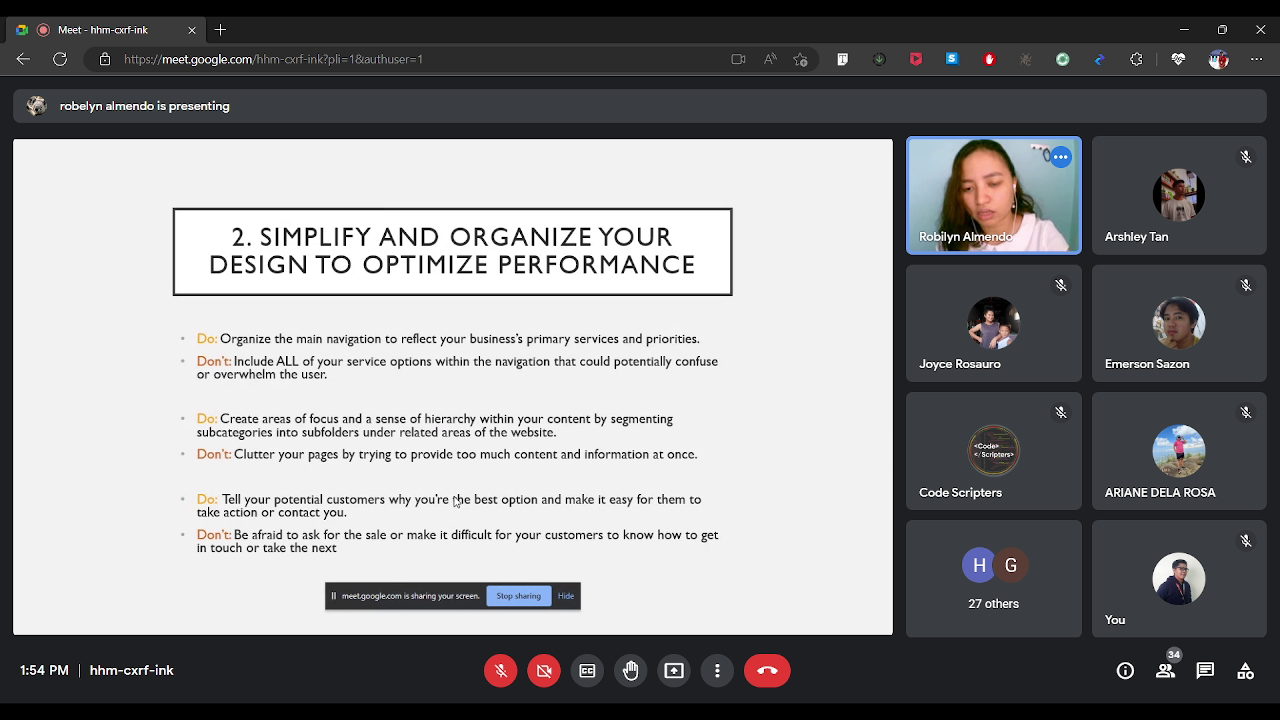 Meet - hhm-cxrf-ink
https://meet.google.com/hhm-cxrf-ink?pli=1&authuser=1
robelyn almendo is presenting
2. SIMPLIFY AND ORGANIZE YOUR
DESIGN TO OPTIMIZE PERFORMANCE
• Do: Organize the main navigation to reflect your business's primary services and priorities.
• Don't: Include ALL of your service options within the navigation that could potentially confuse
or overwhelm the user.
• Do: Create areas of focus and a sense of hierarchy within your content by segmenting
subcategories into subfolders under related areas of the website.
• Don't: Clutter your pages by trying to provide too much content and information at once.
• Do: Tell your potential customers why you're the best option and make it easy for them to
take action or contact you.
• Don't: Be afraid to ask for the sale or make it difficult for your customers to know how to get
in touch or take the next
meet.google.com is sharing your screen. Stop sharing Hide
Robilyn Almendo
Arshley Tan
Joyce Rosauro
Emerson Sazon
<Code>
</Scripters>
Code Scripters
ARIANE DELA ROSA
H G
27 others
You
1:54 PM | hhm-cxrf-ink
34